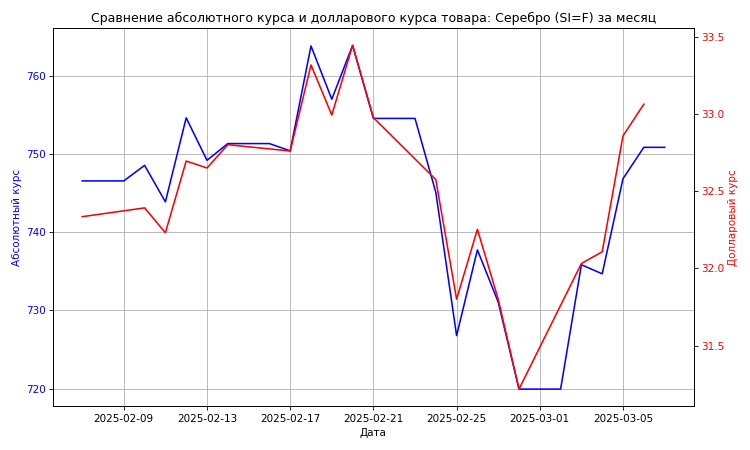 Сравнение абсолютного курса и долларового курса товара: Серебро (SI=F) за месяц
Абсолютный курс
760
750
740
730
720
33.5
33.0
32.5
32.0
31.5
Долларовый курс
2025-02-09 2025-02-13 2025-02-17 2025-02-21 2025-02-25 2025-03-01 2025-03-05
Дата